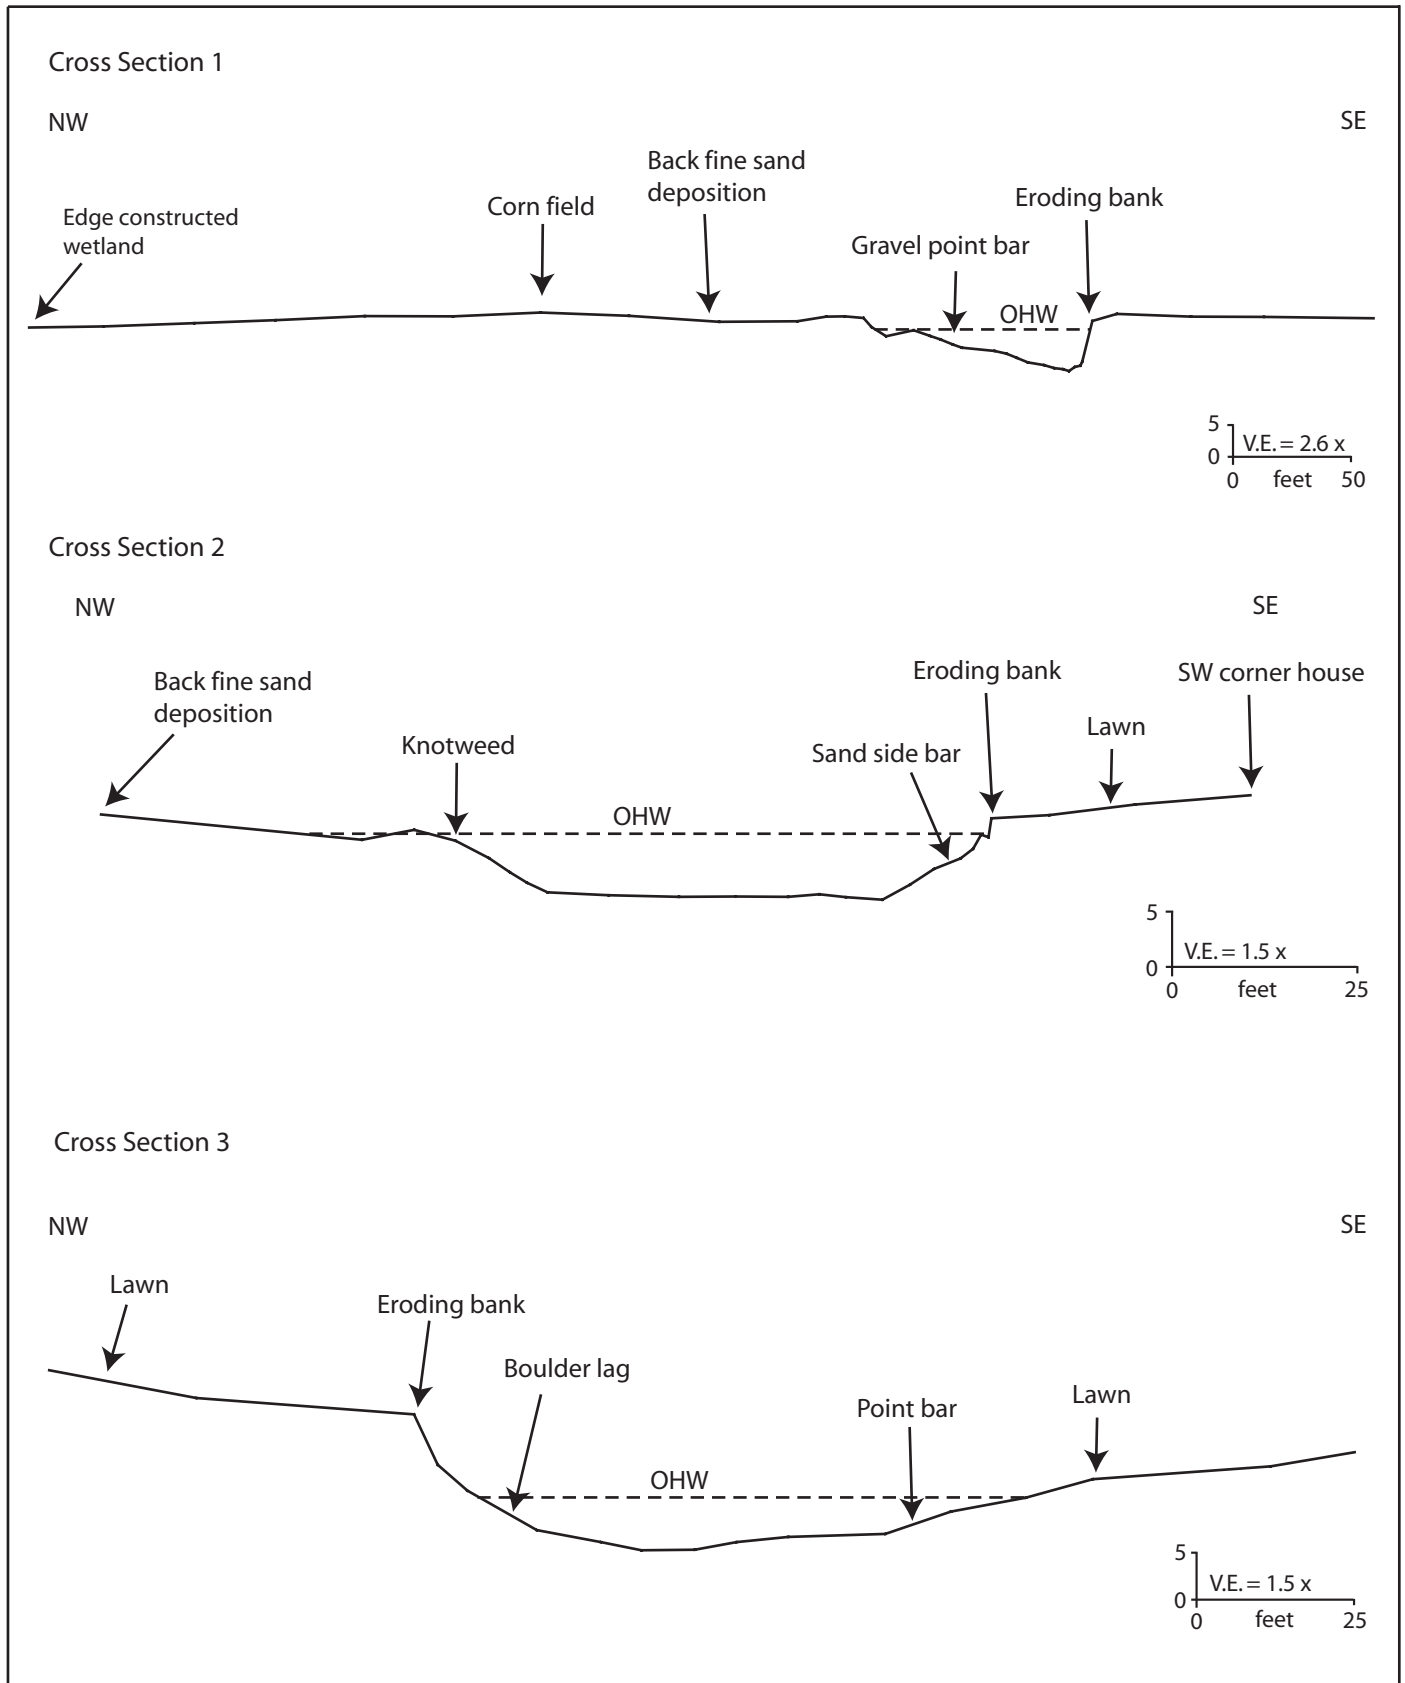 Cross Section 1
NW
SE
Back fine sand
deposition
Eroding bank
Corn field
Edge constructed
wetland
Gravel point bar
OHW
5
V.E. = 2.6 x
0
0 feet 50
Cross Section 2
NW
SE
Back fine sand
deposition
Eroding bank
SW corner house
Lawn
Knotweed
Sand side bar
OHW
5
V.E. = 1.5 x
0
0 feet 25
Cross Section 3
NW
SE
Lawn
Eroding bank
Boulder lag
Point bar
Lawn
OHW
5
V.E. = 1.5 x
0
0 feet 25